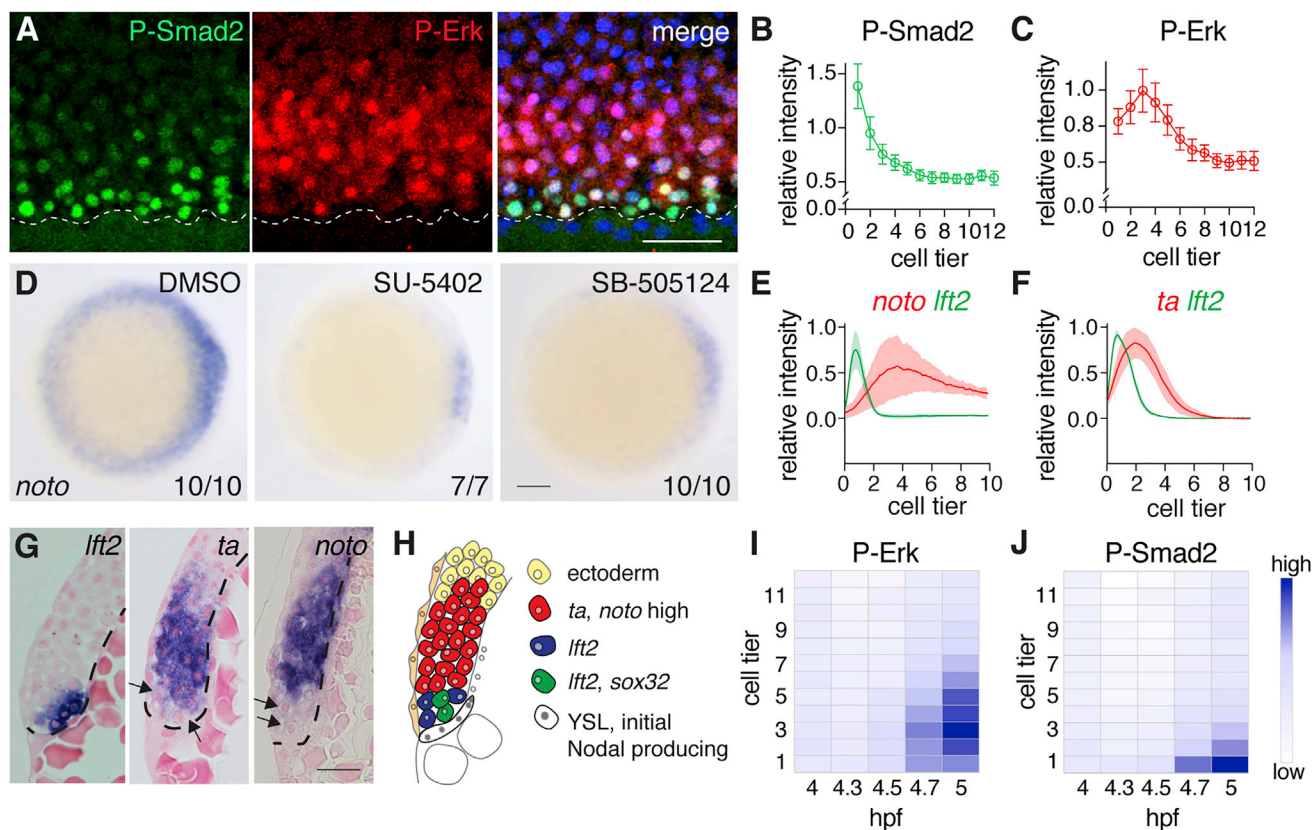 A P-Smad2 P-Erk merge
B P-Smad2
relative intensity
1.5
1.0
0.5
0.0
0 2 4 6 8 1012
cell tier
C P-Erk
relative intensity
1.0
0.8
0.5
0.0
0 2 4 6 8 1012
cell tier
D DMSO SU-5402 SB-505124
noto 10/10 7/7 10/10
E noto lft2
relative intensity
1.0
0.5
0.0
0 2 4 6 8 10
cell tier
F ta lft2
relative intensity
1.0
0.5
0.0
0 2 4 6 8 10
cell tier
G lft2 ta noto
H
ectoderm
ta, noto high
lft2
lft2, sox32
YSL, initial
Nodal producing
I P-Erk
cell tier
11
9
7
5
3
1
4 4.3 4.5 4.7 5
hpf
J P-Smad2
cell tier
11
9
7
5
3
1
4 4.3 4.5 4.7 5
hpf
high
low